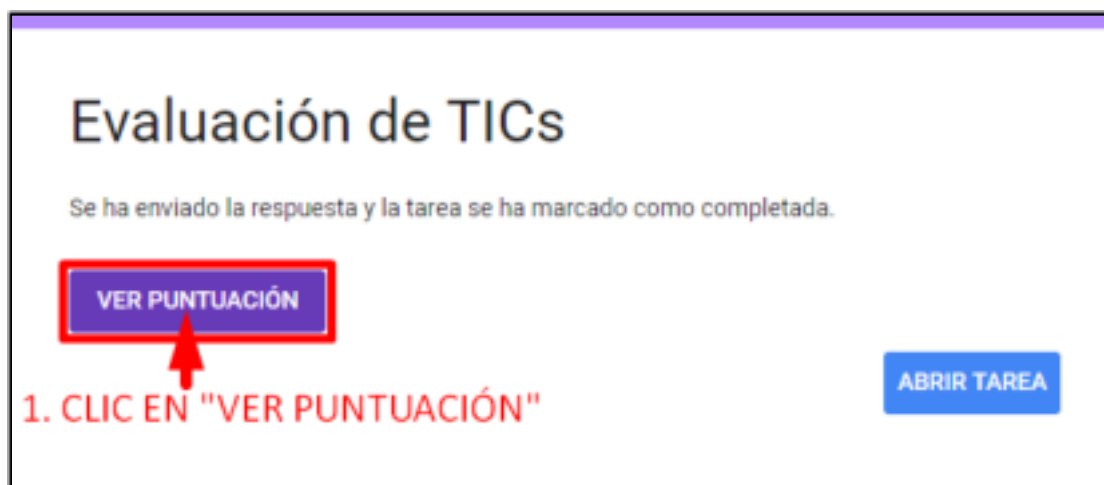 Evaluación de TICs
Se ha enviado la respuesta y la tarea se ha marcado como completada.
VER PUNTUACIÓN
ABRIR TAREA
1. CLIC EN "VER PUNTUACIÓN"